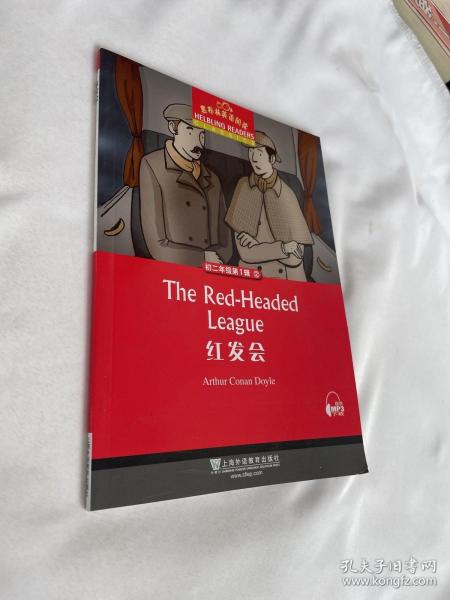 黑布林英语阅读
HELBLING READERS
初二年级第1辑 ②
The Red-Headed
League
红发会
Arthur Conan Doyle
MP3
上海外语教育出版社
www.sflep.com
孔夫子旧书网
www.kongfz.com